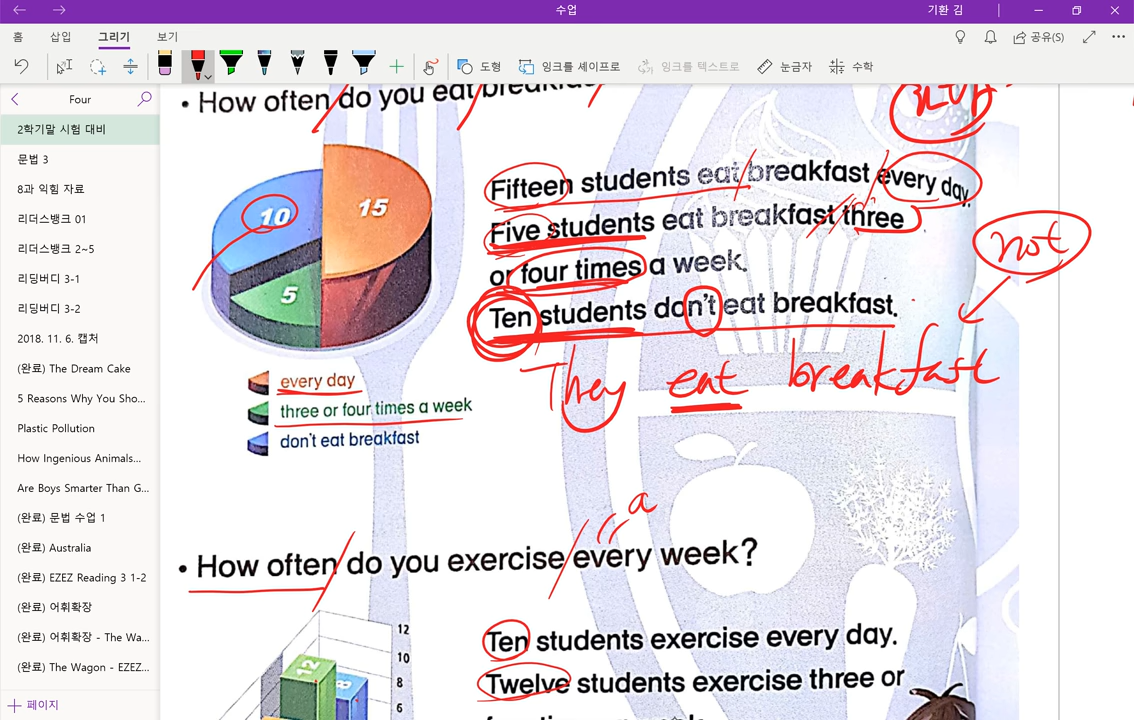 수업
기환 김
홈 삽입 그리기 보기
공유(S)
도형 잉크를 셰이프로 잉크를 텍스트로 눈금자 수학
Four
2학기말 시험 대비
문법 3
8과 익힘 자료
리더스뱅크 01
리더스뱅크 2~5
리딩버디 3-1
리딩버디 3-2
2018. 11. 6. 캡처
(완료) The Dream Cake
5 Reasons Why You Sho...
Plastic Pollution
How Ingenious Animals...
Are Boys Smarter Than G...
(완료) 문법 수업 1
(완료) Australia
(완료) EZEZ Reading 3 1-2
(완료) 어휘확장
(완료) 어휘확장 - The Wa...
(완료) The Wagon - EZEZ...
페이지
• How often do you eat breakfas
10
15
5
Fifteen students eat breakfast every day.
Five students eat breakfast three
or four times a week.
Ten students don't eat breakfast.
not
They eat breakfast
every day
three or four times a week
don't eat breakfast
a
• How often do you exercise every week?
12
10
8
6
12
8
Ten students exercise every day.
Twelve students exercise three or